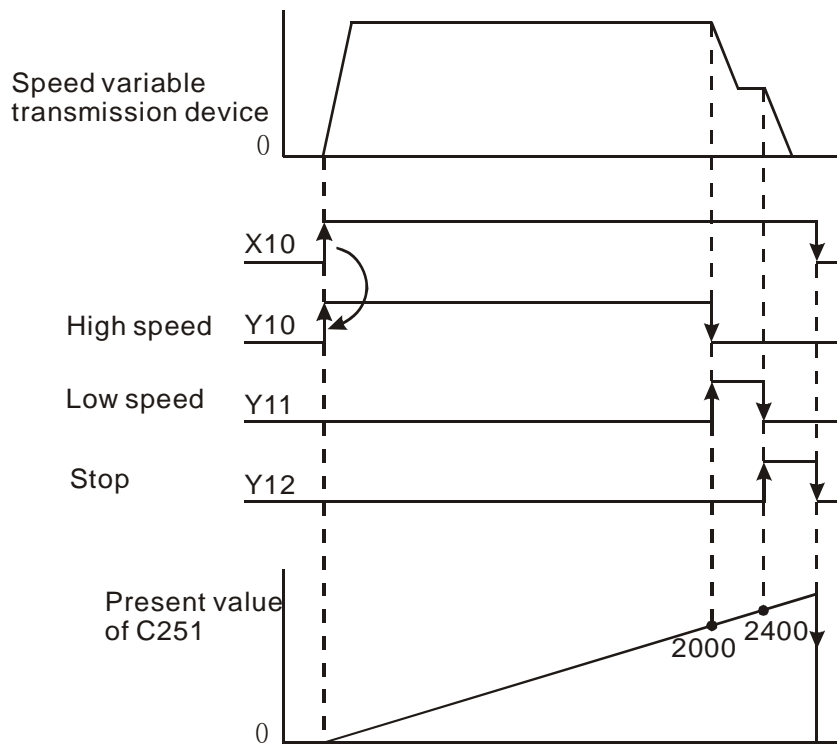 Speed variable
transmission device
0
X10
High speed Y10
Low speed Y11
Stop Y12
Present value
of C251
2000 2400
0